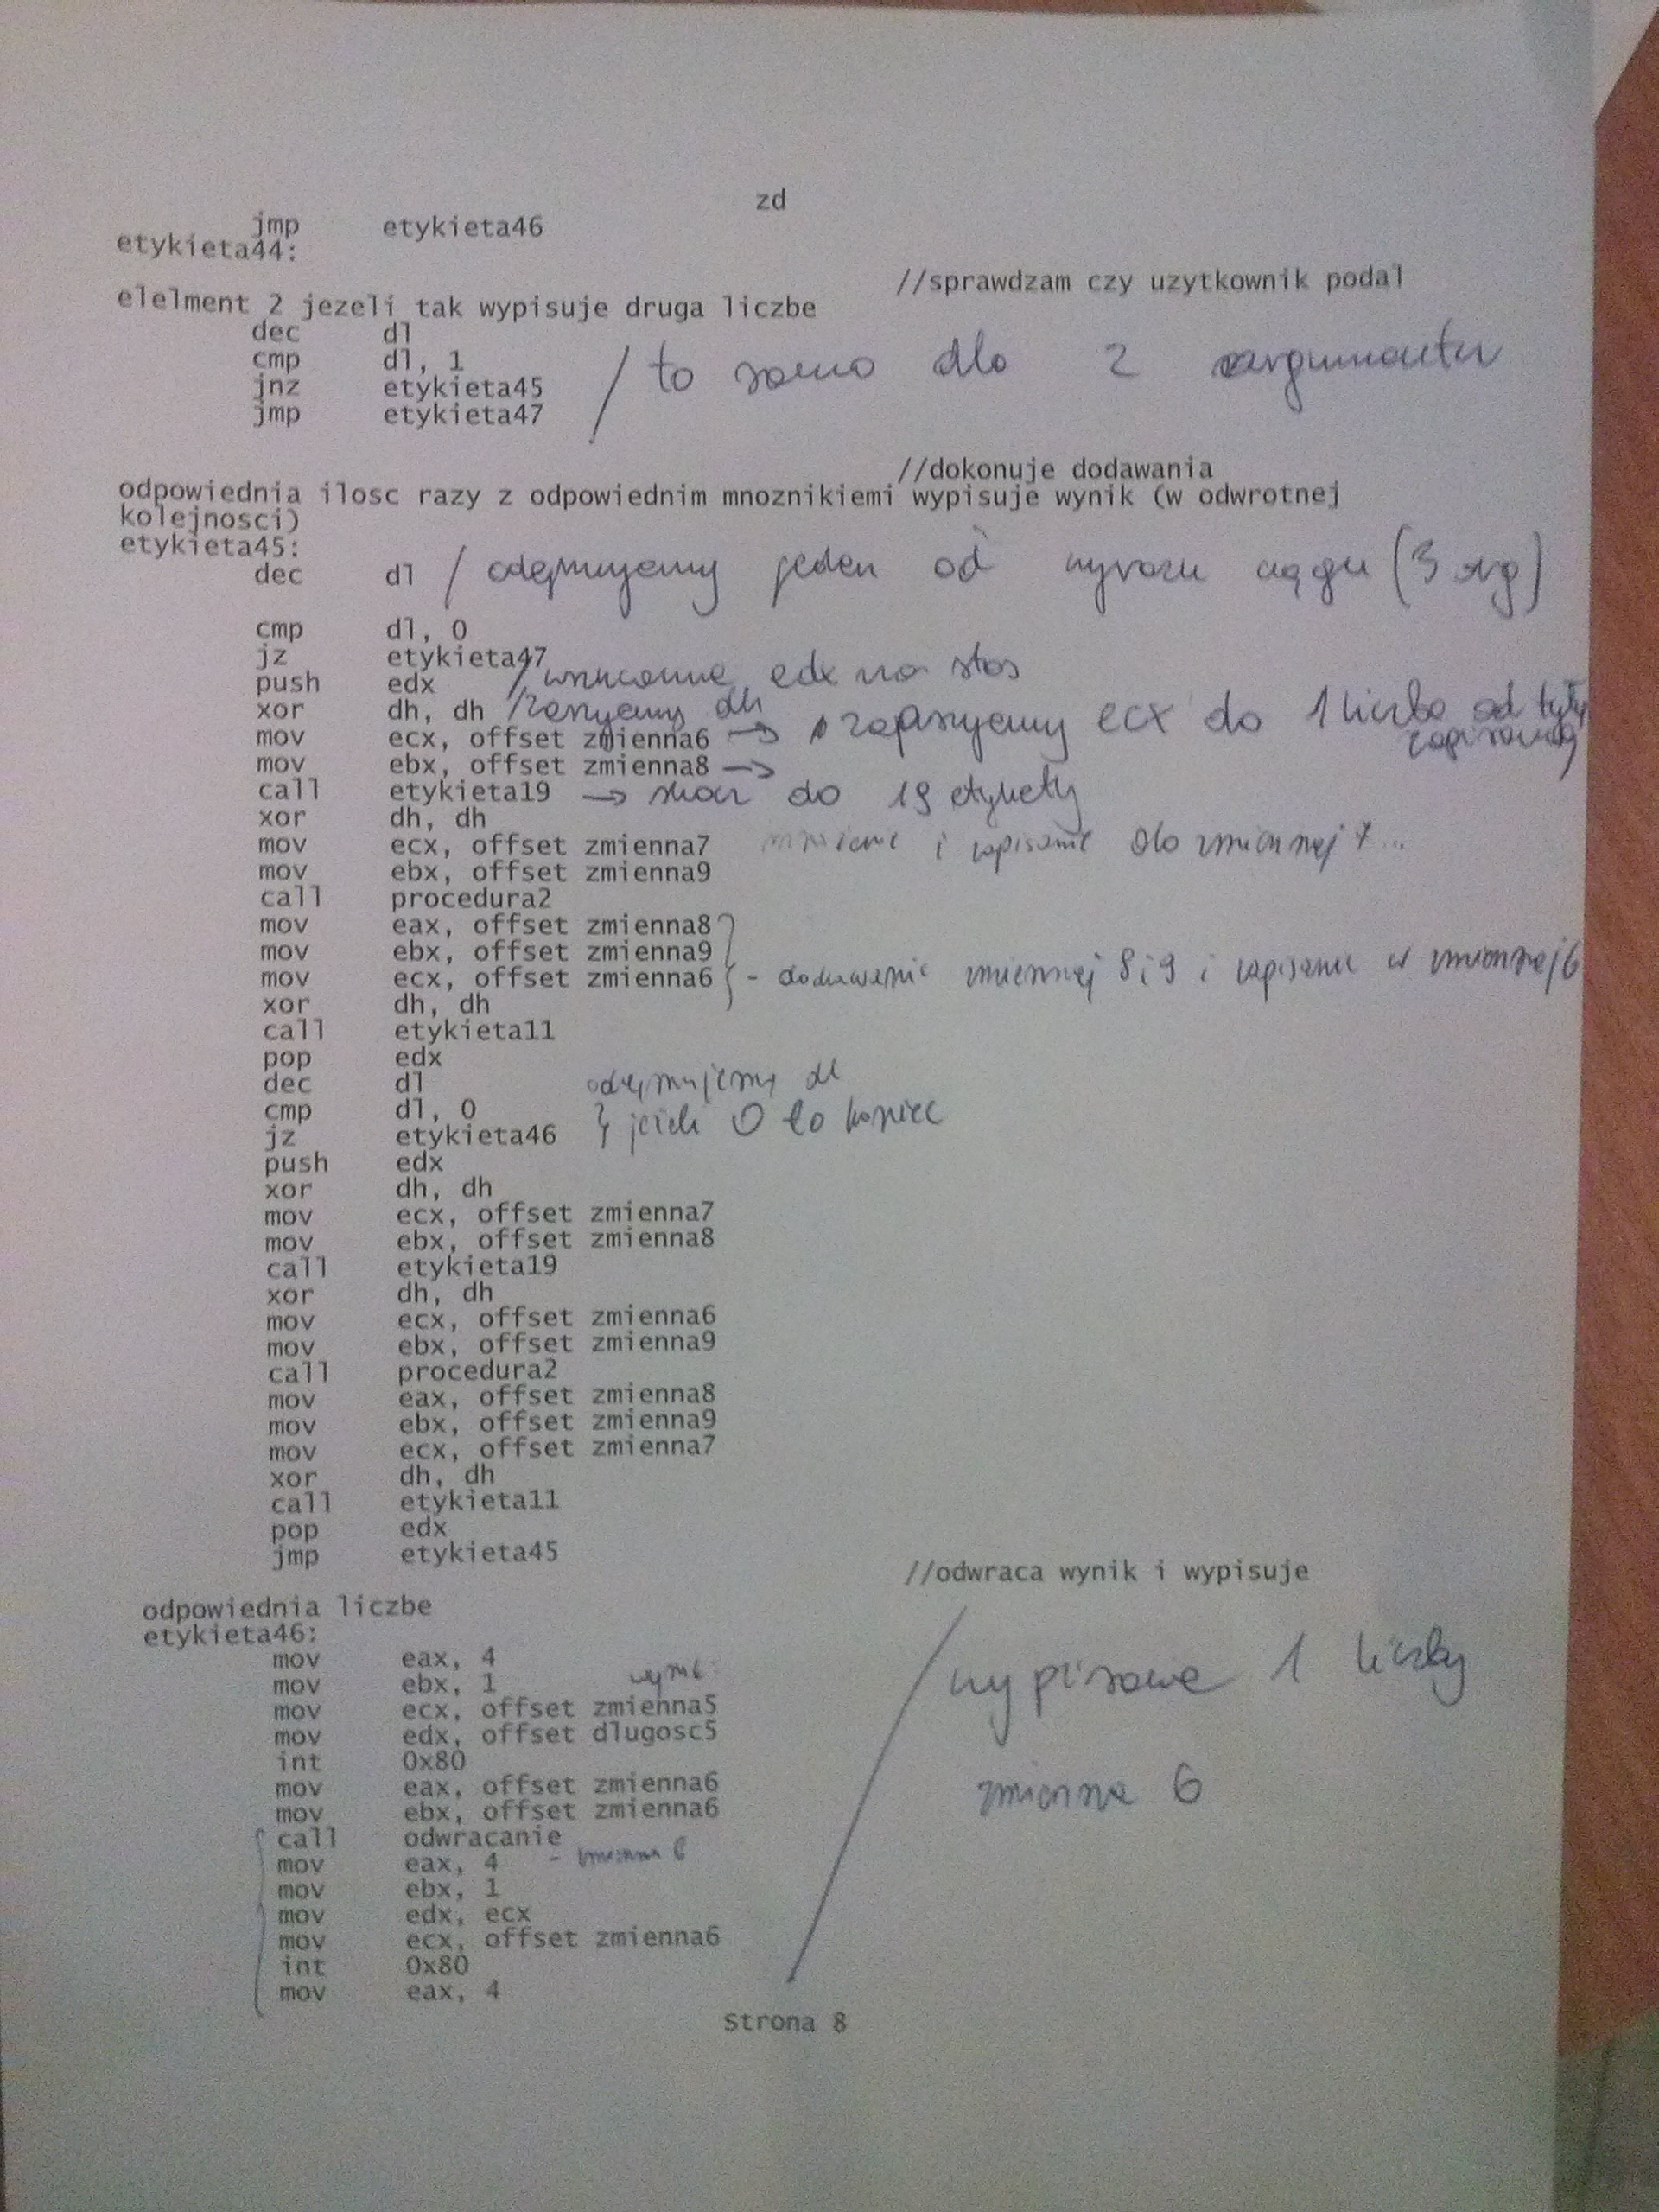 zd
jmp etykieta46
etykieta44:
//sprawdzam czy uzytkownik podal
elelment 2 jezeli tak wypisuje druga liczbe
dec dl
cmp dl, 1 / to samo dla 2 argumentu
jnz etykieta45
jmp etykieta47
//dokonuje dodawania
odpowiednia ilosc razy z odpowiednim mnoznikiemi wypisuje wynik (w odwrotnej
kolejnosci)
etykieta45:
dec dl / odejmujemy jeden od wyrazu ciągu (3 arg)
cmp dl, 0
jz etykieta47
push edx / wrzucenie edx na stos
xor dh, dh / zerujemy dh
mov ecx, offset zmienna6 → zapisujemy ecx do 1 liczba od tyłu
mov ebx, offset zmienna8 →
call etykieta19 → skok do 19 etykiety
xor dh, dh
mov ecx, offset zmienna7 mnożenie i zapisanie do zmiennej 7...
mov ebx, offset zmienna9
call procedura2
mov eax, offset zmienna8
mov ebx, offset zmienna9
mov ecx, offset zmienna6 - dodawanie zmiennej 8 i 9 i zapisanie w zmiennej 6
xor dh, dh
call etykieta11
pop edx
dec dl odejmujemy dl
cmp dl, 0
jz etykieta46 } jeżeli 0 to koniec
push edx
xor dh, dh
mov ecx, offset zmienna7
mov ebx, offset zmienna8
call etykieta19
xor dh, dh
mov ecx, offset zmienna6
mov ebx, offset zmienna9
call procedura2
mov eax, offset zmienna8
mov ebx, offset zmienna9
mov ecx, offset zmienna7
xor dh, dh
call etykieta11
pop edx
jmp etykieta45
//odwraca wynik i wypisuje
odpowiednia liczbe
etykieta46:
mov eax, 4
mov ebx, 1 wypisanie 1 liczby
mov ecx, offset zmienna5
mov edx, offset dlugosc5
int 0x80
mov eax, offset zmienna6 zmienna 6
mov ebx, offset zmienna6
call odwracanie
mov eax, 4 - zmienna 6
mov ebx, 1
mov edx, ecx
mov ecx, offset zmienna6
int 0x80
mov eax, 4
Strona 8